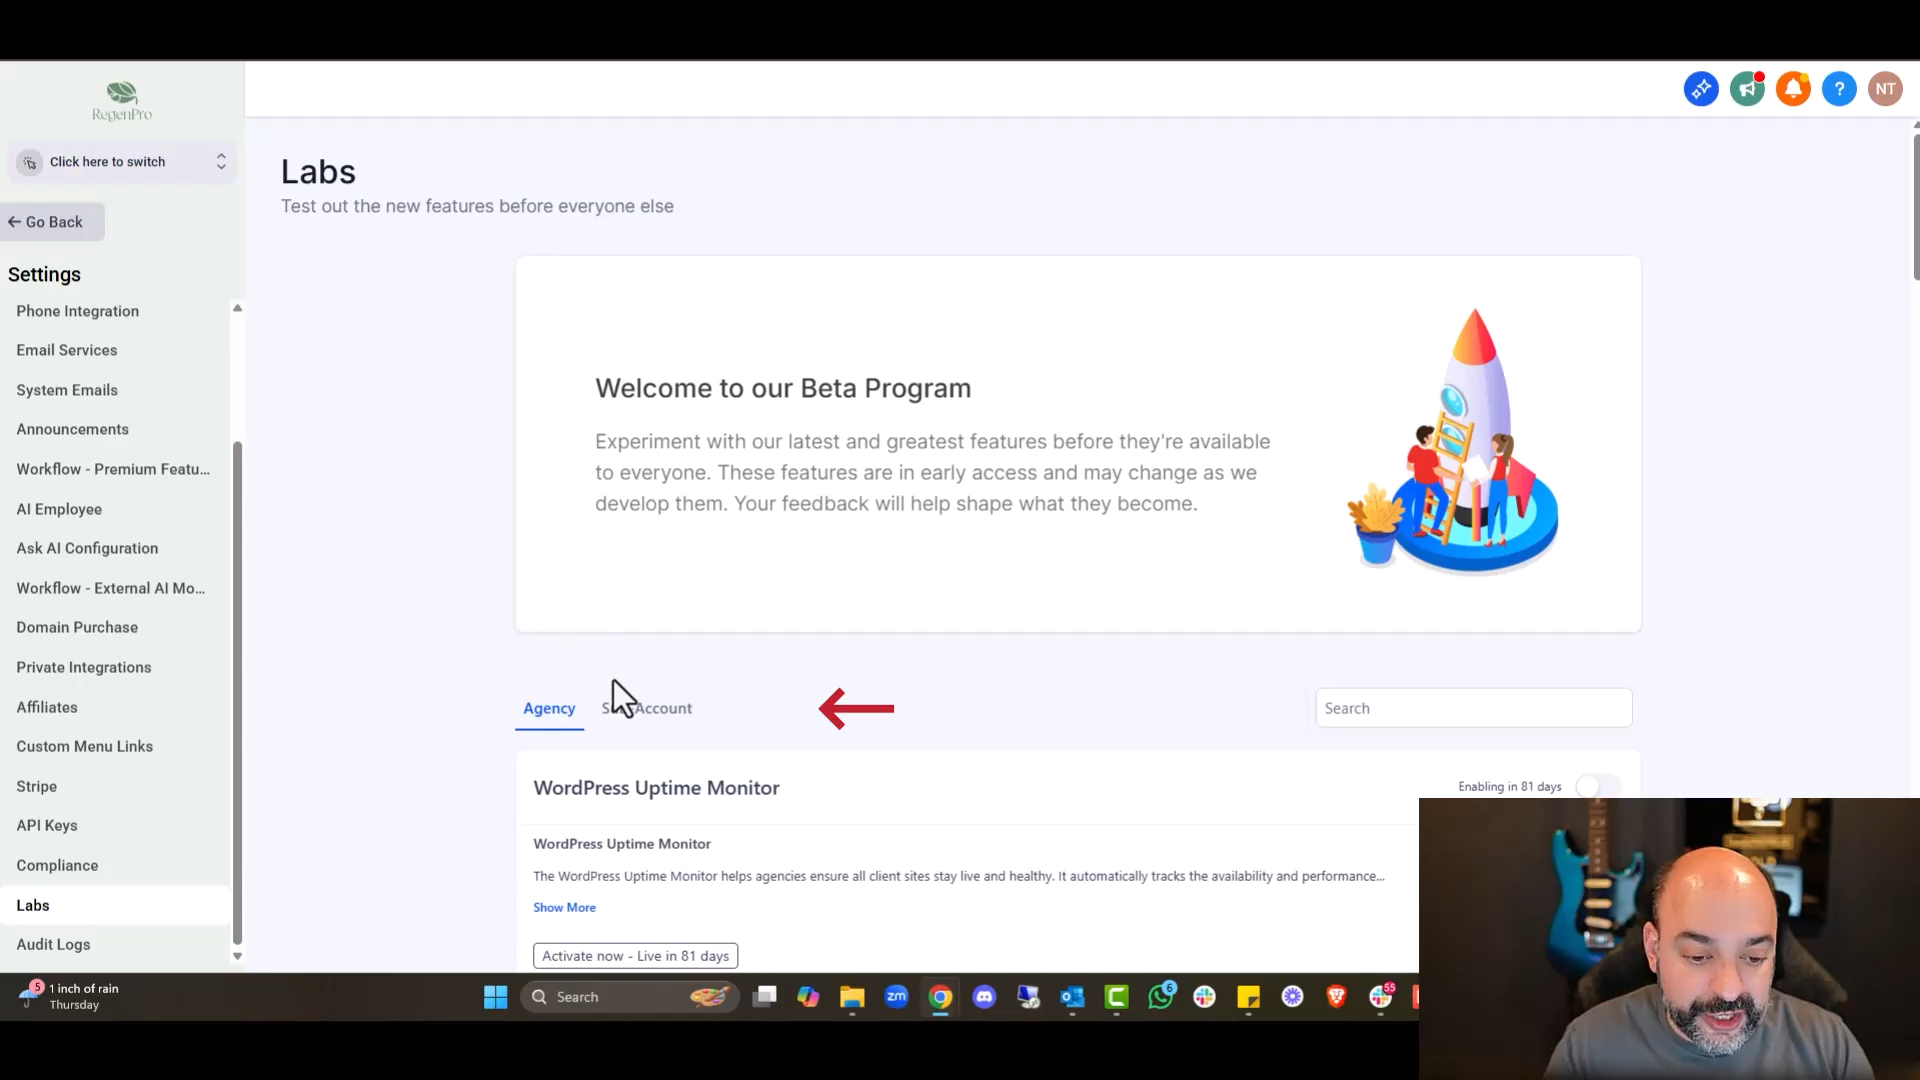 RegenPro
Click here to switch
Go Back
Settings
Phone Integration
Email Services
System Emails
Announcements
Workflow - Premium Featu...
AI Employee
Ask AI Configuration
Workflow - External AI Mo...
Domain Purchase
Private Integrations
Affiliates
Custom Menu Links
Stripe
API Keys
Compliance
Labs
Audit Logs
?
NT
Labs
Test out the new features before everyone else
Welcome to our Beta Program
Experiment with our latest and greatest features before they're available
to everyone. These features are in early access and may change as we
develop them. Your feedback will help shape what they become.
Agency
Account
Search
WordPress Uptime Monitor
Enabling in 81 days
WordPress Uptime Monitor
The WordPress Uptime Monitor helps agencies ensure all client sites stay live and healthy. It automatically tracks the availability and performance...
Show More
Activate now - Live in 81 days
5
1 inch of rain
Thursday
Search
zm
6
55